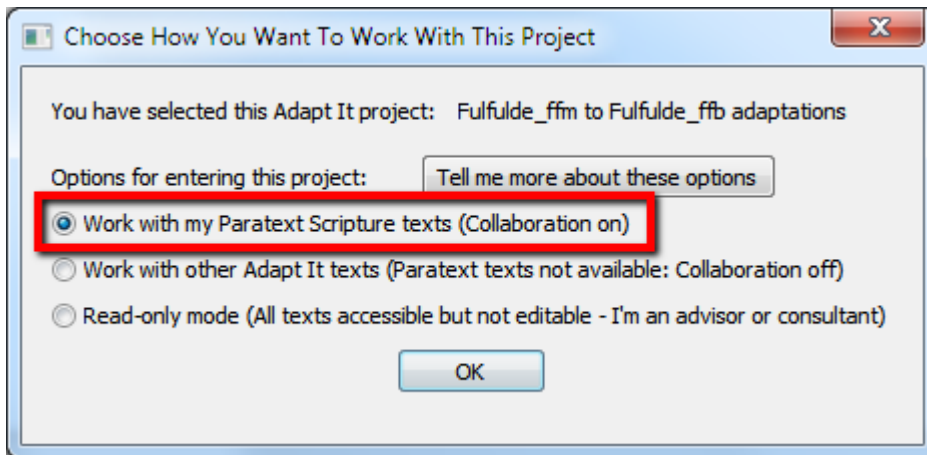 Choose How You Want To Work With This Project
You have selected this Adapt It project: Fulfulde_ffm to Fulfulde_ffb adaptations
Options for entering this project: Tell me more about these options
Work with my Paratext Scripture texts (Collaboration on)
Work with other Adapt It texts (Paratext texts not available: Collaboration off)
Read-only mode (All texts accessible but not editable - I'm an advisor or consultant)
OK